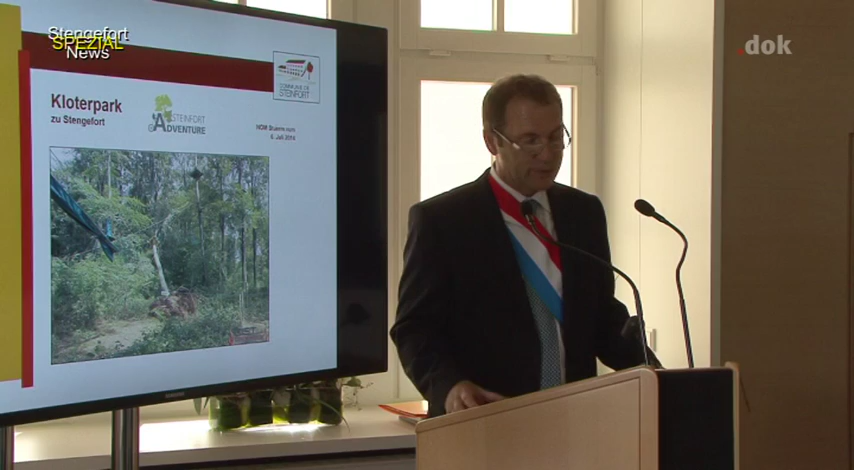 Stengefort
SPEZIAL
News
.dok
COMMUNE DE
STEINFORT
Kloterpark
zu Stengefort
STEINFORT
ADVENTURE
6. Juli 2014